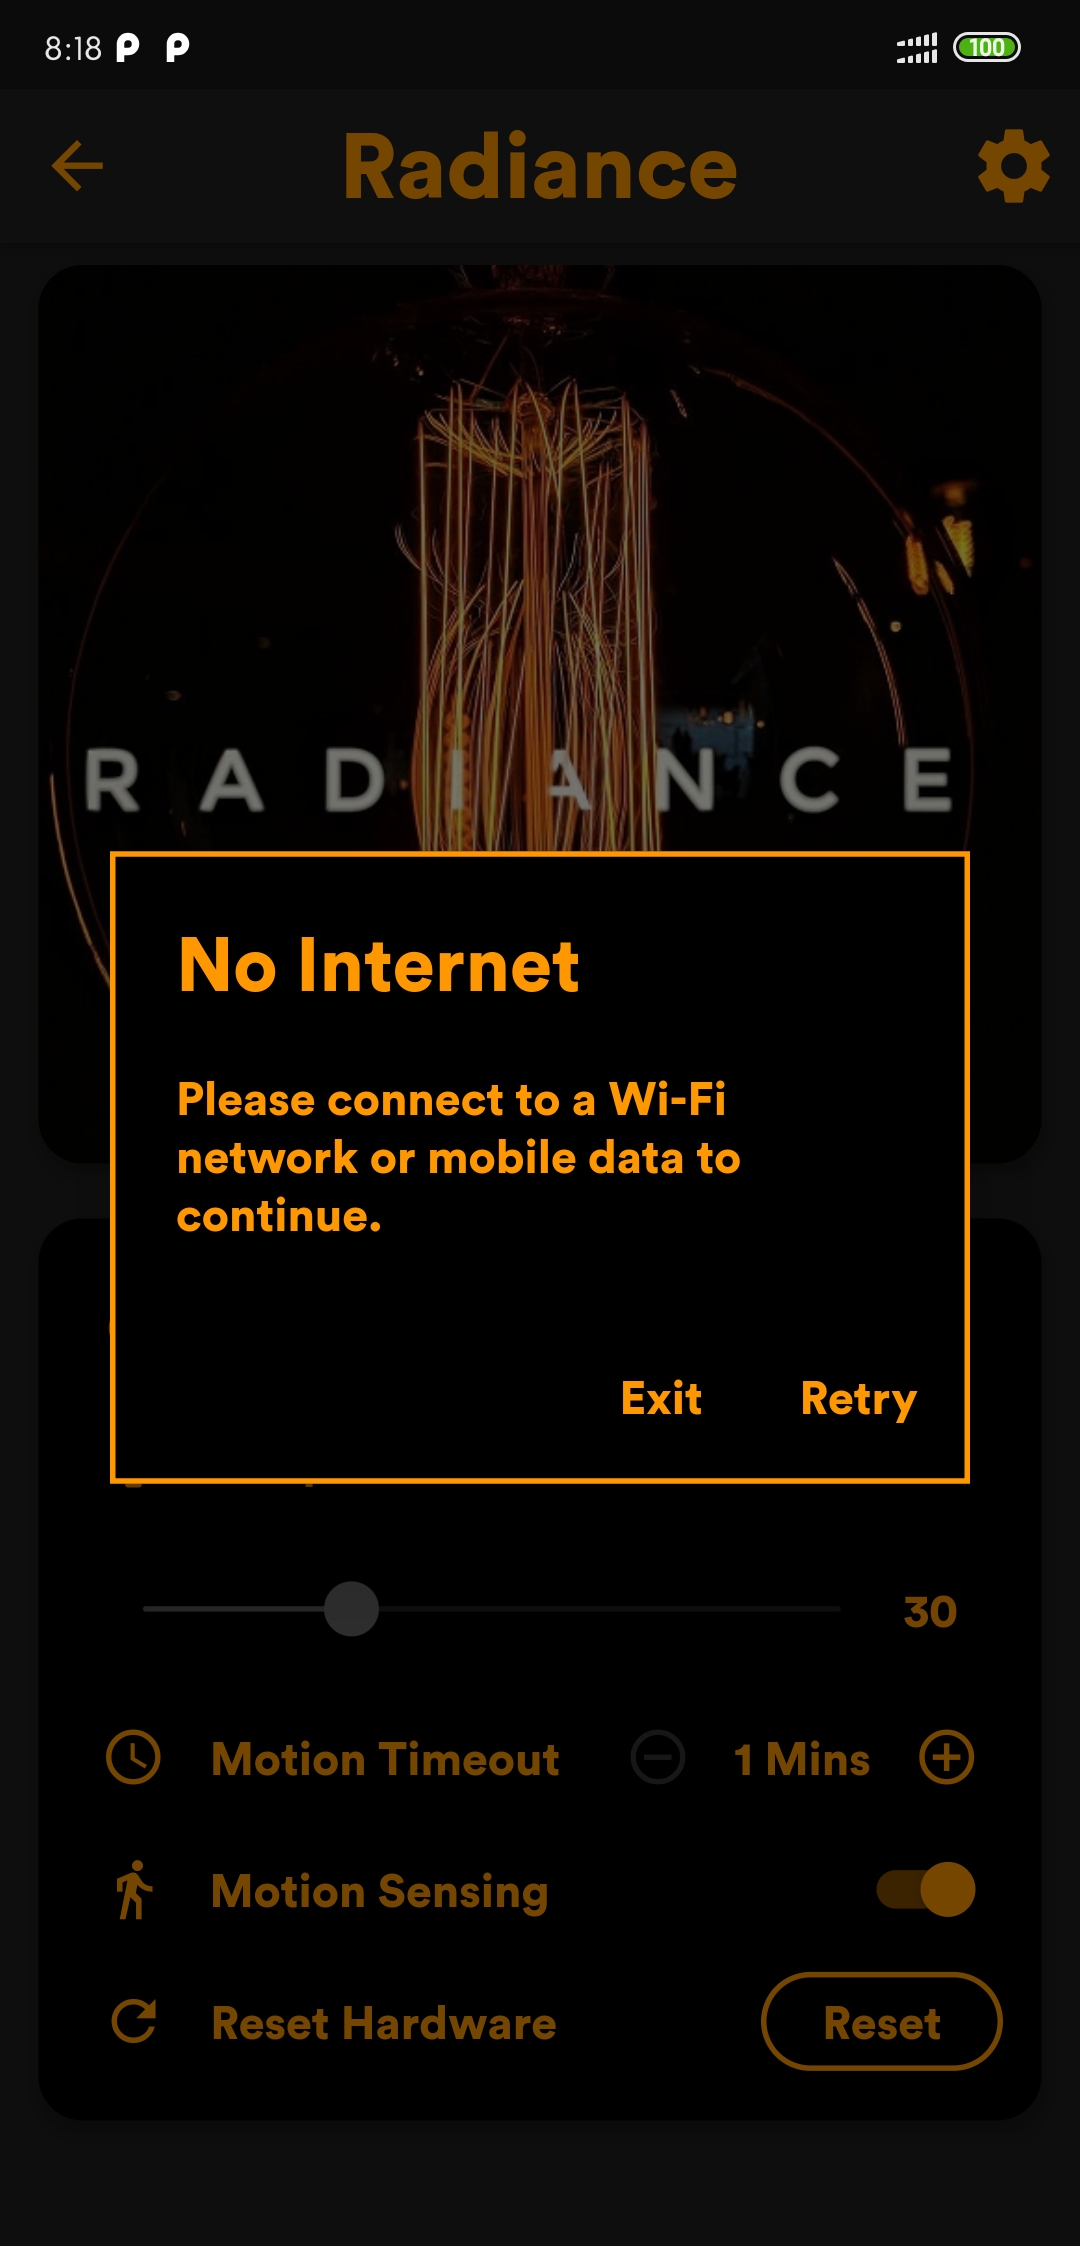 8:18
100
Radiance
RADIANCE
No Internet
Please connect to a Wi-Fi
network or mobile data to
continue.
Exit Retry
30
Motion Timeout 1 Mins
Motion Sensing
Reset Hardware Reset